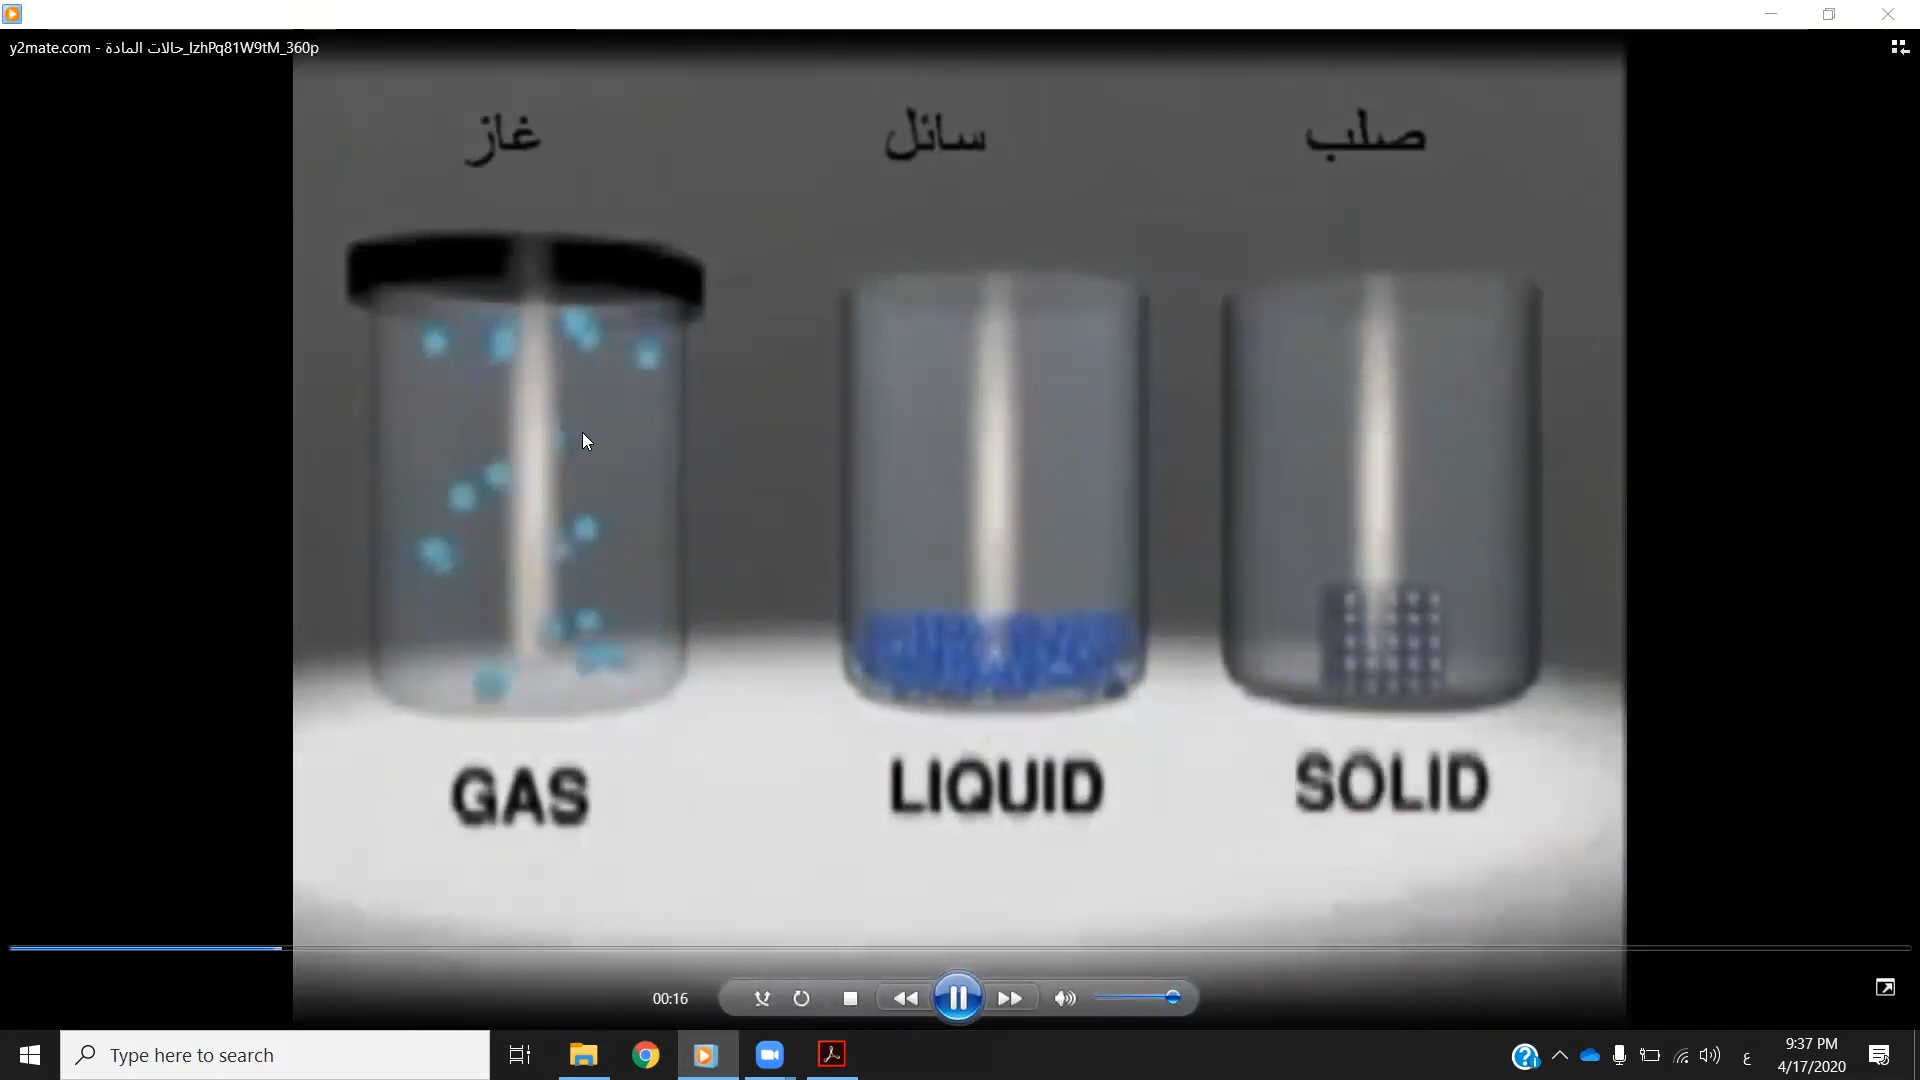 y2mate.com - حالات المادة_IzhPq81W9tM_360p
غاز سائل صلب
GAS LIQUID SOLID
00:16
Type here to search
ع
9:37 PM
4/17/2020